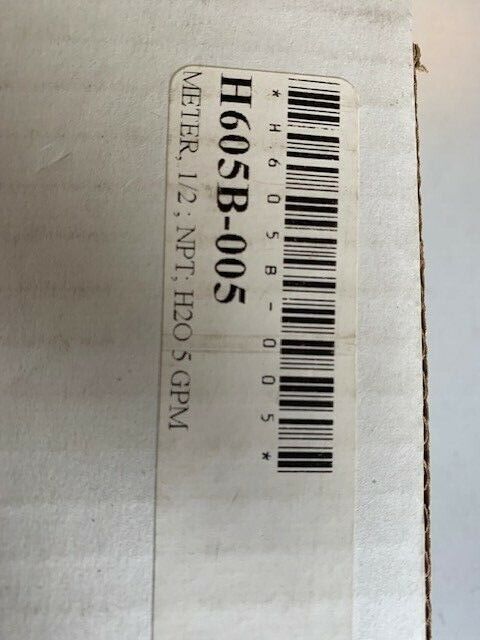 *H605B-005*
H605B-005
METER, 1/2 ; NPT; H2O 5 GPM